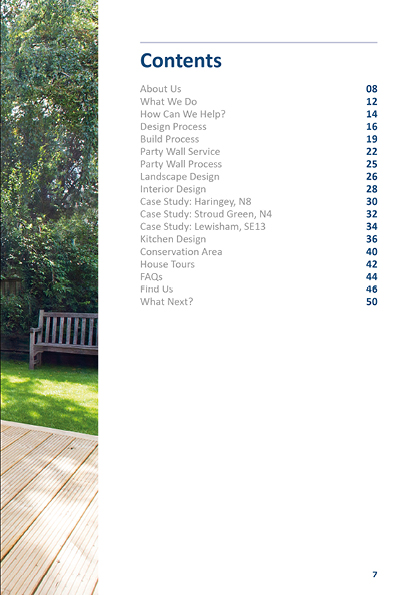 Contents
About Us 08
What We Do 12
How Can We Help? 14
Design Process 16
Build Process 19
Party Wall Service 22
Party Wall Process 25
Landscape Design 26
Interior Design 28
Case Study: Haringey, N8 30
Case Study: Stroud Green, N4 32
Case Study: Lewisham, SE13 34
Kitchen Design 36
Conservation Area 40
House Tours 42
FAQs 44
Find Us 46
What Next? 50
7